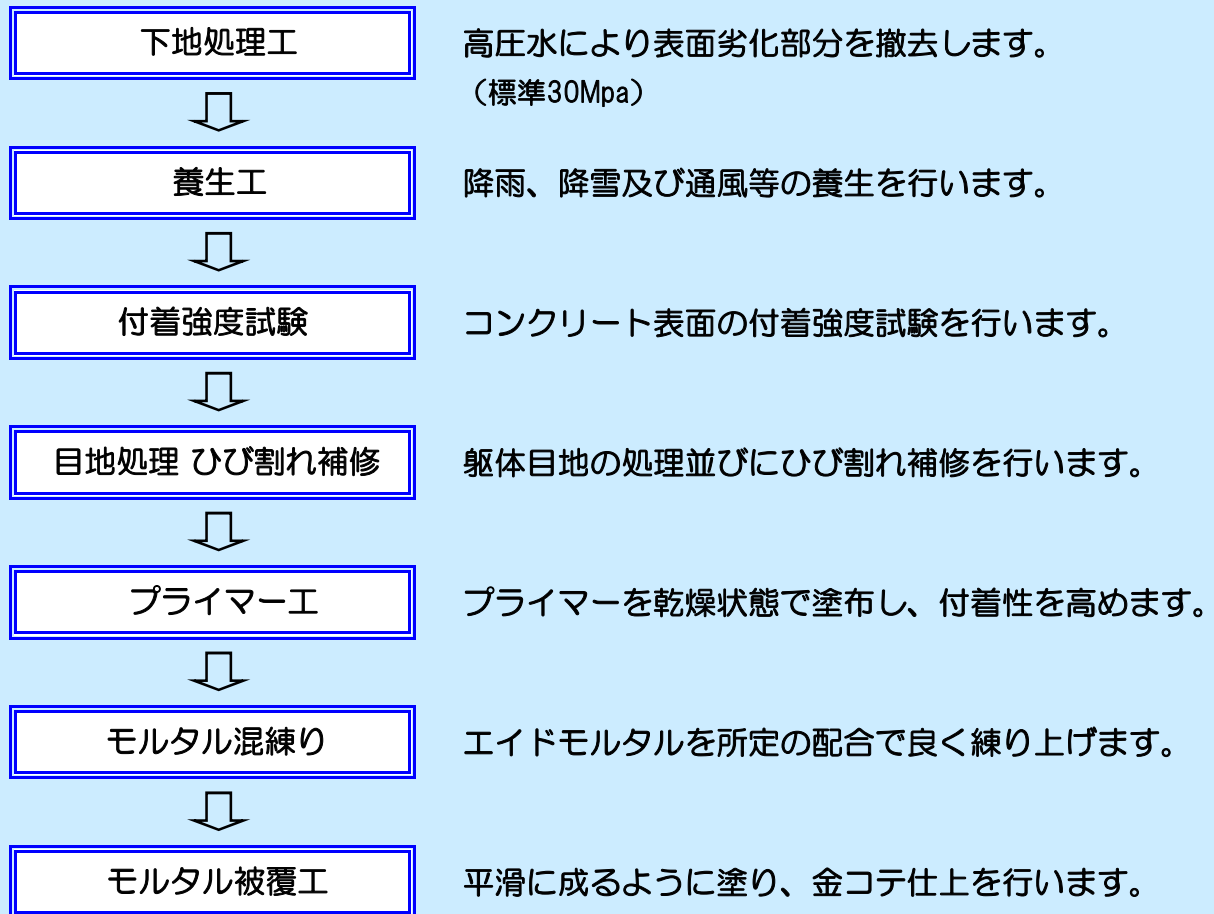 下地処理工
高圧水により表面劣化部分を撤去します。
（標準30Mpa）
養生工
降雨、降雪及び通風等の養生を行います。
付着強度試験
コンクリート表面の付着強度試験を行います。
目地処理 ひび割れ補修
躯体目地の処理並びにひび割れ補修を行います。
プライマー工
プライマーを乾燥状態で塗布し、付着性を高めます。
モルタル混練り
エイドモルタルを所定の配合で良く練り上げます。
モルタル被覆工
平滑に成るように塗り、金コテ仕上を行います。